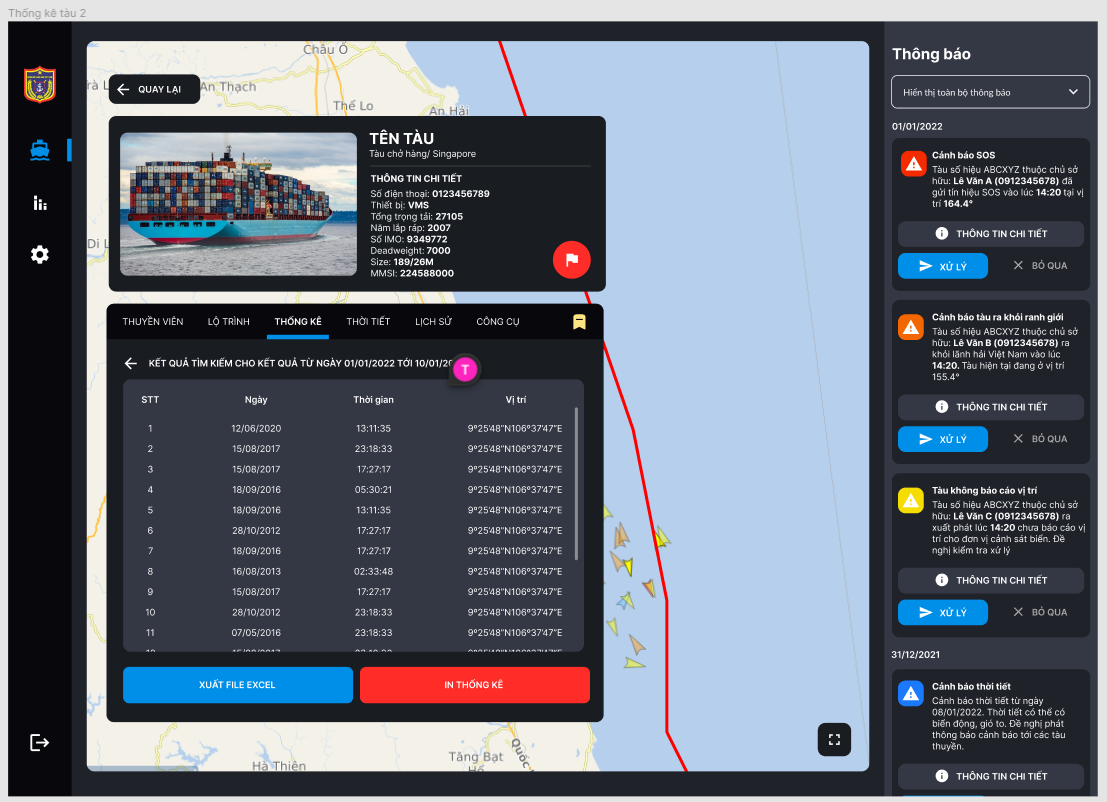 Thống kê tàu 2
Châu Ổ
An Thạch
Thể Lo
An Hải
QUAY LẠI
TÊN TÀU
Tàu chở hàng/ Singapore
THÔNG TIN CHI TIẾT
Số điện thoại: 0123456789
Thiết bị: VMS
Tổng trọng tải: 27105
Năm lắp ráp: 2007
Số IMO: 9349772
Deadweight: 7000
Size: 189/26M
MMSI: 224588000
Di L
THUYỀN VIÊN
LỘ TRÌNH
THỐNG KÊ
THỜI TIẾT
LỊCH SỬ
CÔNG CỤ
KẾT QUẢ TÌM KIẾM CHO KẾT QUẢ TỪ NGÀY 01/01/2022 TỚI 10/01/20
T
STT Ngày Thời gian Vị trí
1 12/06/2020 13:11:35 9°25'48"N106°37'47"E
2 15/08/2017 23:18:33 9°25'48"N106°37'47"E
3 15/08/2017 17:27:17 9°25'48"N106°37'47"E
4 18/09/2016 05:30:21 9°25'48"N106°37'47"E
5 18/09/2016 13:11:35 9°25'48"N106°37'47"E
6 28/10/2012 17:27:17 9°25'48"N106°37'47"E
7 18/09/2016 17:27:17 9°25'48"N106°37'47"E
8 16/08/2013 02:33:48 9°25'48"N106°37'47"E
9 15/08/2017 17:27:17 9°25'48"N106°37'47"E
10 28/10/2012 23:18:33 9°25'48"N106°37'47"E
11 07/05/2016 23:18:33 9°25'48"N106°37'47"E
XUẤT FILE EXCEL
IN THỐNG KÊ
Hà Thiện
Tăng Bạt
Hổ
Quốc
Thông báo
Hiển thị toàn bộ thông báo
01/01/2022
Cảnh báo SOS
Tàu số hiệu ABCXYZ thuộc chủ sở
hữu: Lê Văn A (0912345678) đã
gửi tín hiệu SOS vào lúc 14:20 tại vị
trí 164.4°
THÔNG TIN CHI TIẾT
XỬ LÝ
BỎ QUA
Cảnh báo tàu ra khỏi ranh giới
Tàu số hiệu ABCXYZ thuộc chủ sở
hữu: Lê Văn B (0912345678) ra
khỏi lãnh hải Việt Nam vào lúc
14:20. Tàu hiện tại đang ở vị trí
155.4°
THÔNG TIN CHI TIẾT
XỬ LÝ
BỎ QUA
Tàu không báo cáo vị trí
Tàu số hiệu ABCXYZ thuộc chủ sở
hữu: Lê Văn C (0912345678) ra
xuất phát lúc 14:20 chưa báo cáo vị
trí cho đơn vị cảnh sát biển. Đề
nghị kiểm tra xử lý
THÔNG TIN CHI TIẾT
XỬ LÝ
BỎ QUA
31/12/2021
Cảnh báo thời tiết
Cảnh báo thời tiết từ ngày
08/01/2022. Thời tiết có thể có
biến động, gió to. Đề nghị phát
thông báo cảnh báo tới các tàu
thuyền.
THÔNG TIN CHI TIẾT